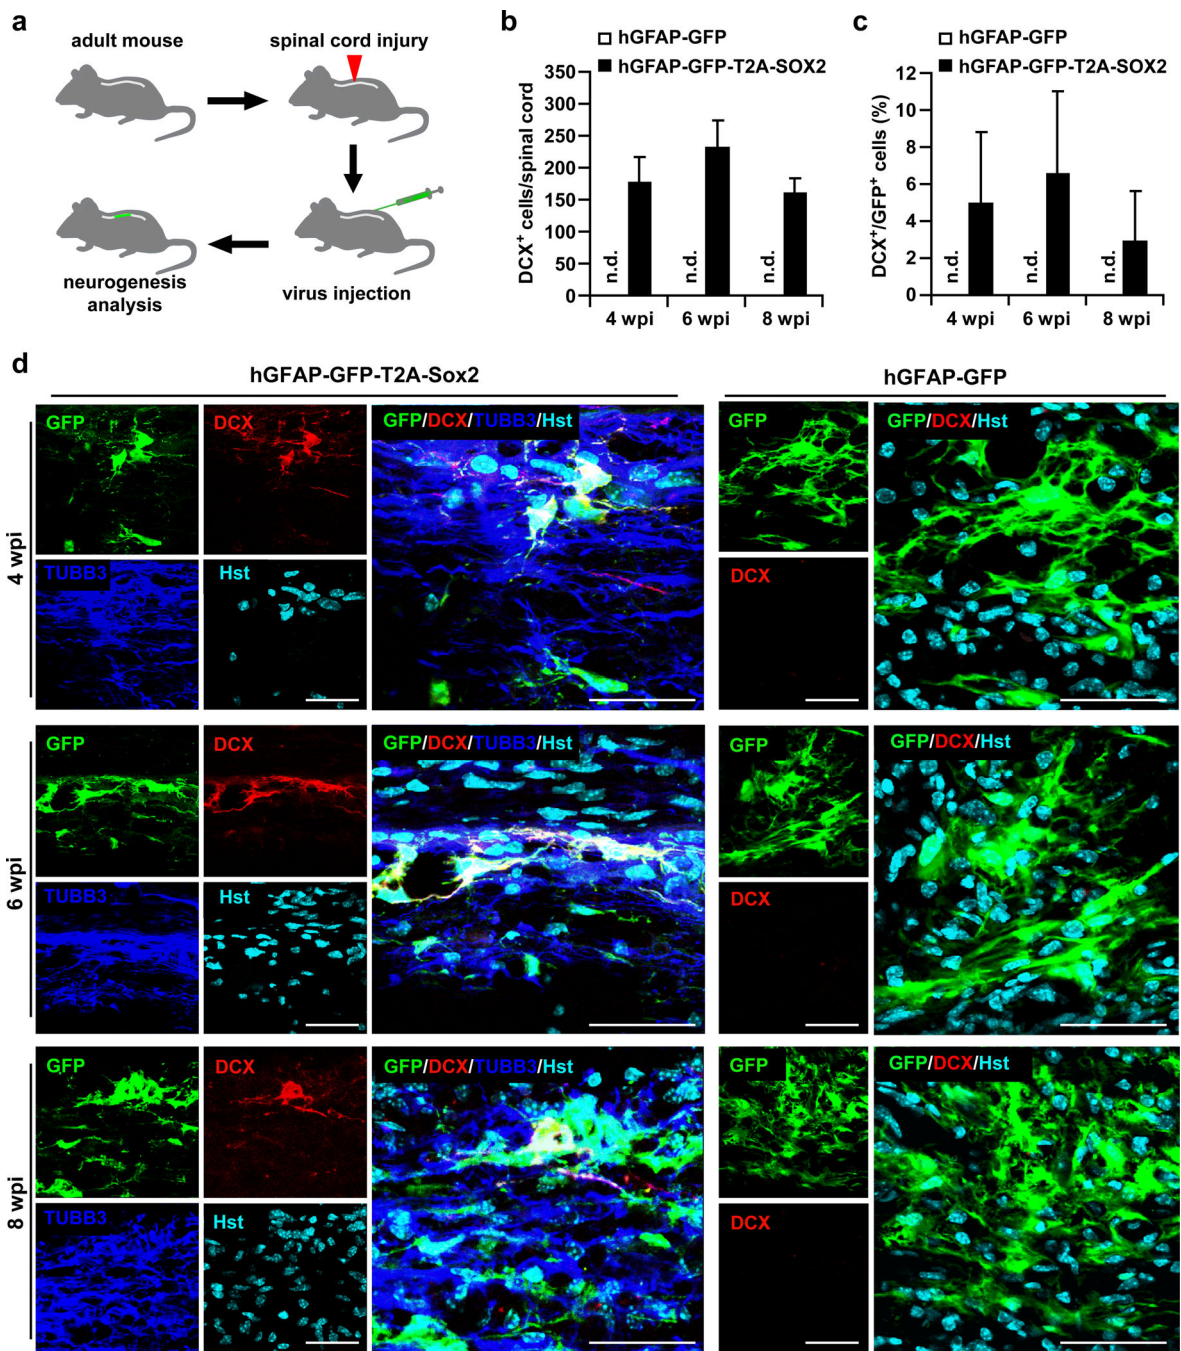 a
adult mouse
spinal cord injury
neurogenesis
analysis
virus injection
b
hGFAP-GFP
hGFAP-GFP-T2A-SOX2
DCX+ cells/spinal cord
350
300
250
200
150
100
50
0
n.d.
n.d.
n.d.
4 wpi
6 wpi
8 wpi
c
hGFAP-GFP
hGFAP-GFP-T2A-SOX2
DCX+/GFP+ cells (%)
12
10
8
6
4
2
0
n.d.
n.d.
n.d.
4 wpi
6 wpi
8 wpi
d
hGFAP-GFP-T2A-Sox2
hGFAP-GFP
4 wpi
GFP
DCX
GFP/DCX/TUBB3/Hst
GFP
GFP/DCX/Hst
TUBB3
Hst
DCX
6 wpi
GFP
DCX
GFP/DCX/TUBB3/Hst
GFP
GFP/DCX/Hst
TUBB3
Hst
DCX
8 wpi
GFP
DCX
GFP/DCX/TUBB3/Hst
GFP
GFP/DCX/Hst
TUBB3
Hst
DCX